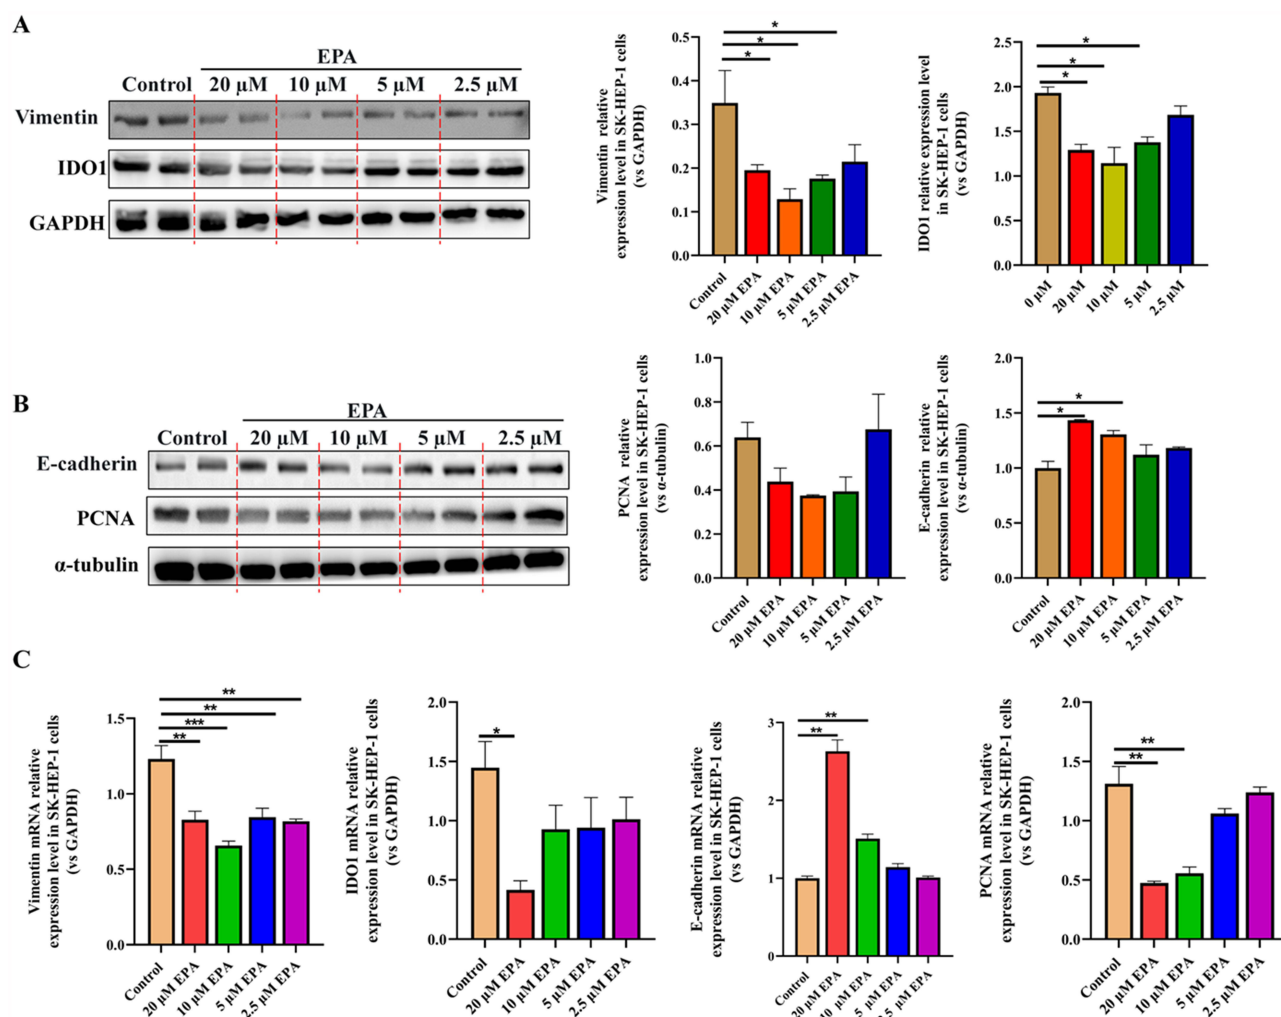 A
EPA
Control 20 µM 10 µM 5 µM 2.5 µM
Vimentin
IDO1
GAPDH
Vimentin relative
expression level in SK-HEP-1 cells
(vs GAPDH)
0.5
0.4
0.3
0.2
0.1
0.0
*
*
*
Control
20 µM EPA
10 µM EPA
5 µM EPA
2.5 µM EPA
IDO1 relative expression level
in SK-HEP-1 cells
(vs GAPDH)
2.5
2.0
1.5
1.0
0.5
0.0
*
*
*
0 µM
20 µM
10 µM
5 µM
2.5 µM
B
EPA
Control 20 µM 10 µM 5 µM 2.5 µM
E-cadherin
PCNA
α-tubulin
PCNA relative
expression level in SK-HEP-1 cells
(vs α-tubulin)
1.0
0.8
0.6
0.4
0.2
0.0
Control
20 µM EPA
10 µM EPA
5 µM EPA
2.5 µM EPA
E-cadherin relative
expression level in SK-HEP-1 cells
(vs α-tubulin)
2.0
1.5
1.0
0.5
0.0
*
*
Control
20 µM EPA
10 µM EPA
5 µM EPA
2.5 µM EPA
C
Vimentin mRNA relative
expression level in SK-HEP-1 cells
(vs GAPDH)
1.5
1.0
0.5
0.0
**
**
***
**
Control
20 µM EPA
10 µM EPA
5 µM EPA
2.5 µM EPA
IDO1 mRNA relative
expression level in SK-HEP-1 cells
(vs GAPDH)
2.0
1.5
1.0
0.5
0.0
*
Control
20 µM EPA
10 µM EPA
5 µM EPA
2.5 µM EPA
E-cadherin mRNA relative
expression level in SK-HEP-1 cells
(vs GAPDH)
3
2
1
0
**
**
Control
20 µM EPA
10 µM EPA
5 µM EPA
2.5 µM EPA
PCNA mRNA relative
expression level in SK-HEP-1 cells
(vs GAPDH)
2.0
1.5
1.0
0.5
0.0
**
**
Control
20 µM EPA
10 µM EPA
5 µM EPA
2.5 µM EPA